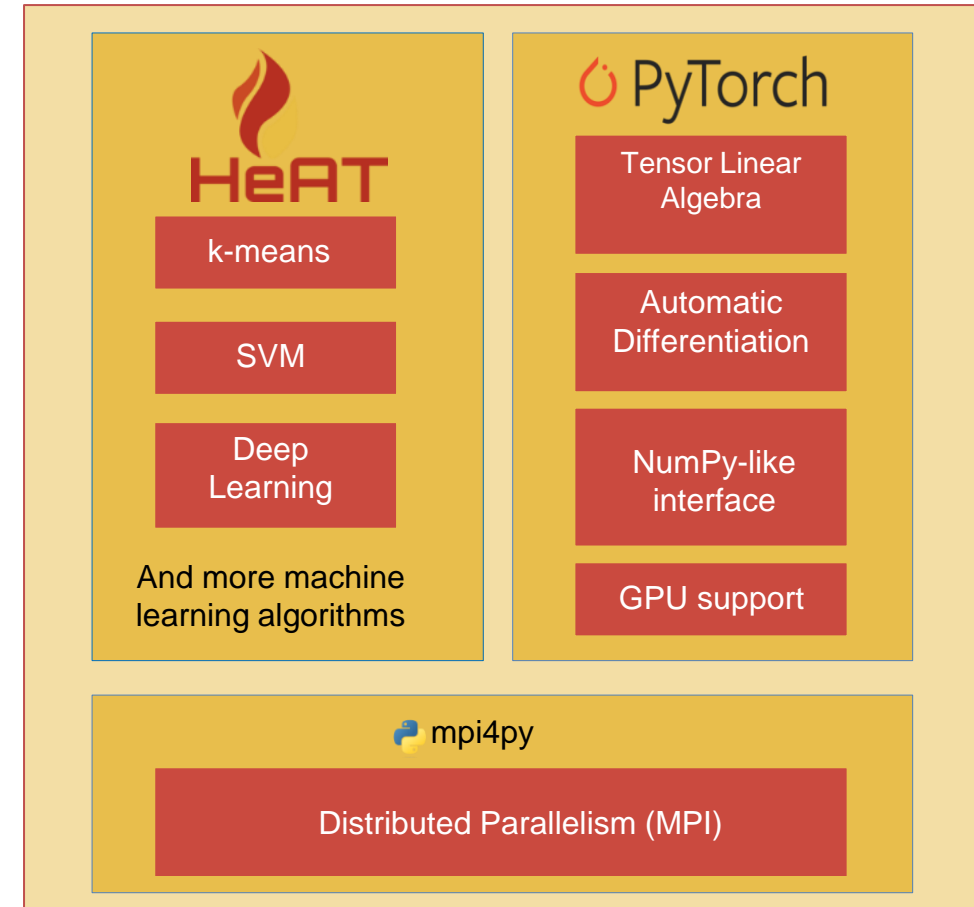 HeAT
k-means
SVM
Deep
Learning
And more machine
learning algorithms
PyTorch
Tensor Linear
Algebra
Automatic
Differentiation
NumPy-like
interface
GPU support
mpi4py
Distributed Parallelism (MPI)